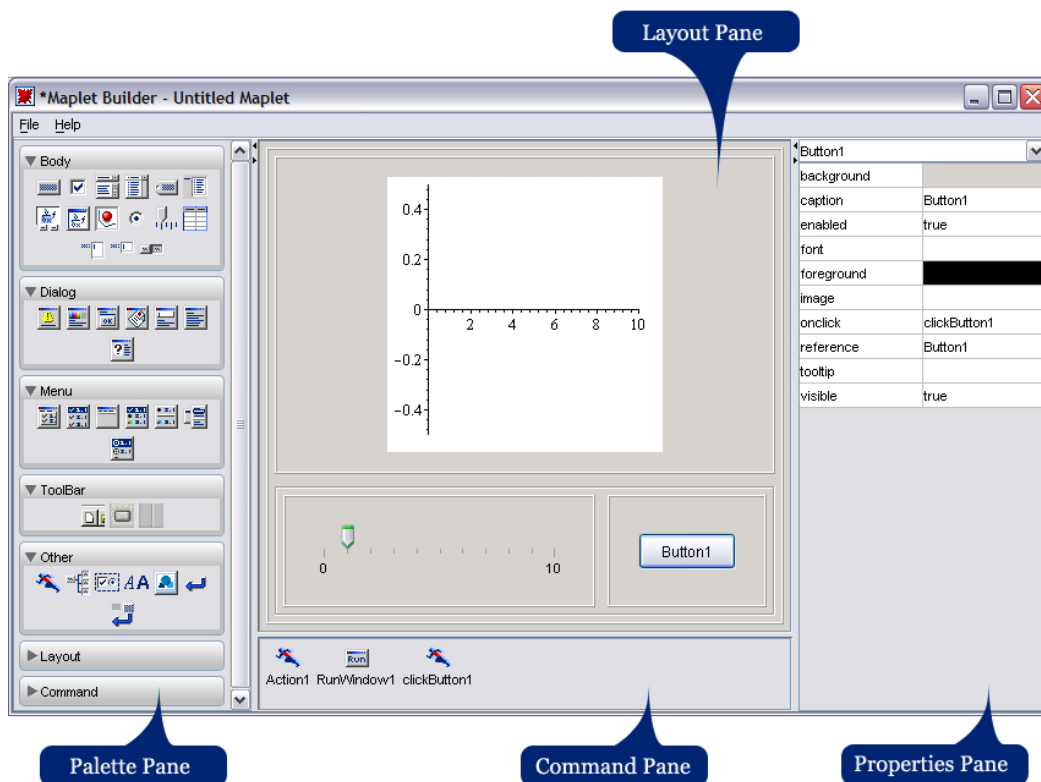 Layout Pane
*Maplet Builder - Untitled Maplet
File Help
Body
Dialog
Menu
ToolBar
Other
Layout
Command
0.4
0.2
0
2 4 6 8 10
-0.2
-0.4
0 10
Button1
Action1 RunWindow1 clickButton1
Button1
background
caption Button1
enabled true
font
foreground
image
onclick clickButton1
reference Button1
tooltip
visible true
Palette Pane
Command Pane
Properties Pane